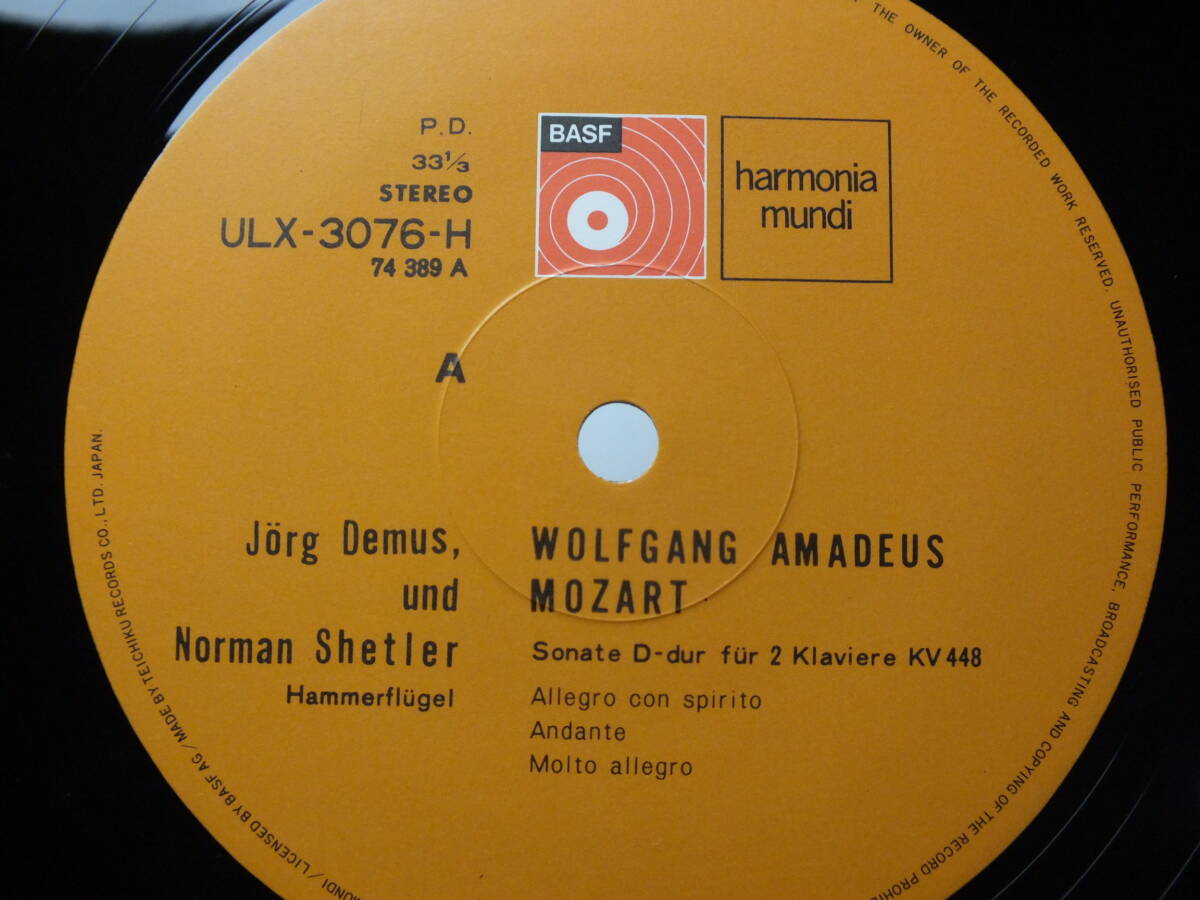 P.D.
33⅓
STEREO
ULX-3076-H
74 389 A
BASF
harmonia
mundi
A
Jörg Demus,
und
Norman Shetler
Hammerflügel
WOLFGANG AMADEUS
MOZART
Sonate D-dur für 2 Klaviere KV 448
Allegro con spirito
Andante
Molto allegro
THE OWNER OF THE RECORDED WORK RESERVED. UNAUTHORISED PUBLIC PERFORMANCE, BROADCASTING AND COPYING OF THE RECORD
/ LICENSED BY BASF AG / MADE BY TEICHIKU RECORDS CO., LTD. JAPAN.